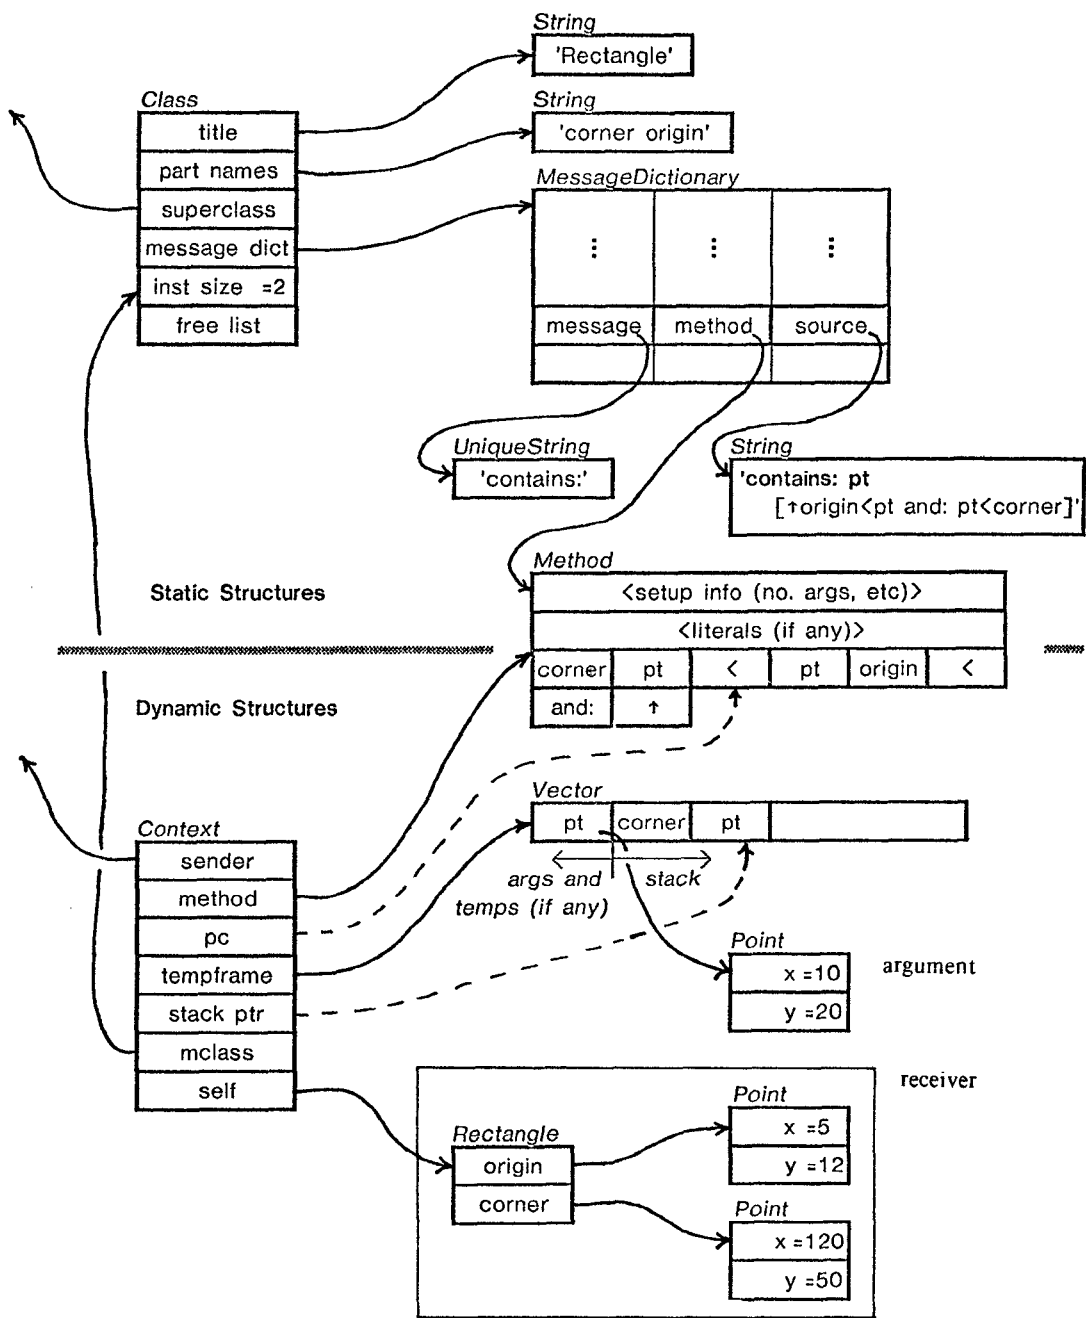 String
'Rectangle'
Class
title
part names
superclass
message dict
inst size =2
free list
String
'corner origin'
MessageDictionary
⋮ ⋮ ⋮
message method source
UniqueString
'contains:'
String
'contains: pt
[↑origin<pt and: pt<corner]'
Static Structures
Method
<setup info (no. args, etc)>
<literals (if any)>
corner pt < pt origin <
and: ↑
Dynamic Structures
Vector
pt corner pt
args and
temps (if any)
stack
Context
sender
method
pc
tempframe
stack ptr
mclass
self
Point
x =10
y =20
argument
receiver
Rectangle
origin
corner
Point
x =5
y =12
Point
x =120
y =50